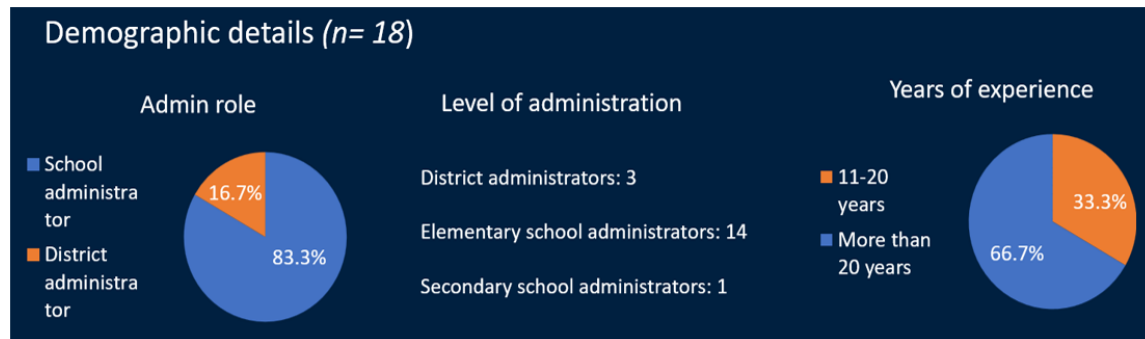 Demographic details (n= 18)
Admin role
School
administra
tor
District
administra
tor
16.7%
83.3%
Level of administration
District administrators: 3
Elementary school administrators: 14
Secondary school administrators: 1
Years of experience
11-20
years
More than
20 years
33.3%
66.7%